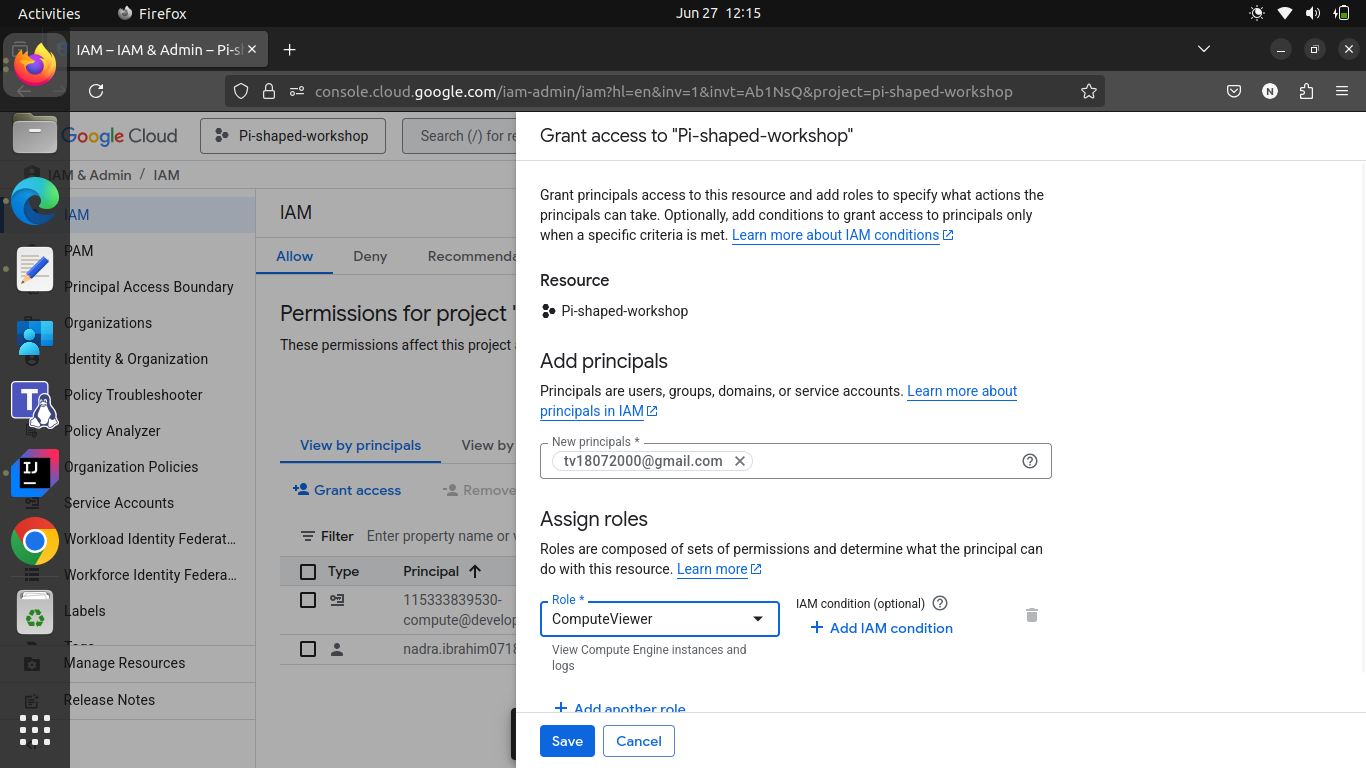 Activities
Firefox
Jun 27 12:15
IAM – IAM & Admin – Pi-s
console.cloud.google.com/iam-admin/iam?hl=en&inv=1&invt=Ab1NsQ&project=pi-shaped-workshop
N
Google Cloud
Pi-shaped-workshop
Search (/) for re
IAM & Admin / IAM
IAM
PAM
Principal Access Boundary
Organizations
Identity & Organization
Policy Troubleshooter
Policy Analyzer
Organization Policies
Service Accounts
Workload Identity Federat...
Workforce Identity Federa...
Labels
Tags
Manage Resources
Release Notes
IAM
Allow
Deny
Recommenda
Permissions for project "
These permissions affect this project
View by principals
View by
Grant access
Remove
Filter
Enter property name or v
Type
Principal
115333839530-
compute@develop
nadra.ibrahim0718
Grant access to "Pi-shaped-workshop"
Grant principals access to this resource and add roles to specify what actions the
principals can take. Optionally, add conditions to grant access to principals only
when a specific criteria is met. Learn more about IAM conditions
Resource
Pi-shaped-workshop
Add principals
Principals are users, groups, domains, or service accounts. Learn more about
principals in IAM
New principals *
tv18072000@gmail.com
Assign roles
Roles are composed of sets of permissions and determine what the principal can
do with this resource. Learn more
Role *
ComputeViewer
View Compute Engine instances and
logs
IAM condition (optional)
Add IAM condition
Add another role
Save
Cancel
T
IJ